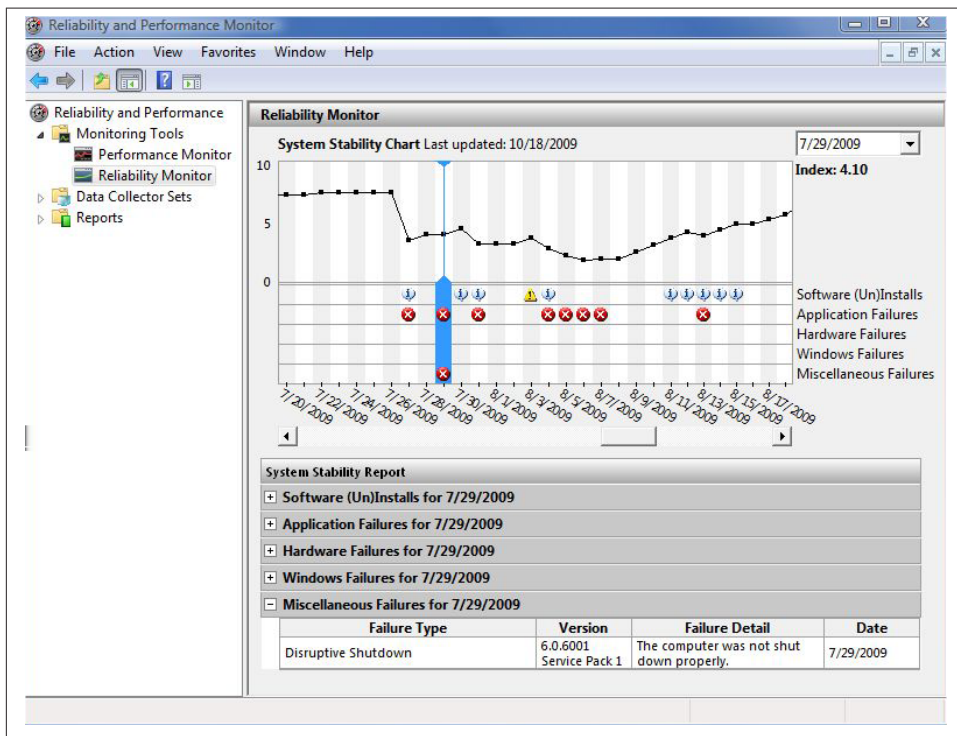 Reliability and Performance Monitor
File Action View Favorites Window Help
Reliability and Performance
Monitoring Tools
Performance Monitor
Reliability Monitor
Data Collector Sets
Reports
Reliability Monitor
System Stability Chart Last updated: 10/18/2009
7/29/2009
Index: 4.10
10
5
0
Software (Un)Installs
Application Failures
Hardware Failures
Windows Failures
Miscellaneous Failures
7/20/2009
7/22/2009
7/24/2009
7/26/2009
7/28/2009
7/30/2009
8/1/2009
8/3/2009
8/5/2009
8/7/2009
8/9/2009
8/11/2009
8/13/2009
8/15/2009
8/17/2009
System Stability Report
Software (Un)Installs for 7/29/2009
Application Failures for 7/29/2009
Hardware Failures for 7/29/2009
Windows Failures for 7/29/2009
Miscellaneous Failures for 7/29/2009
Failure Type Version Failure Detail Date
Disruptive Shutdown 6.0.6001 Service Pack 1 The computer was not shut down properly. 7/29/2009